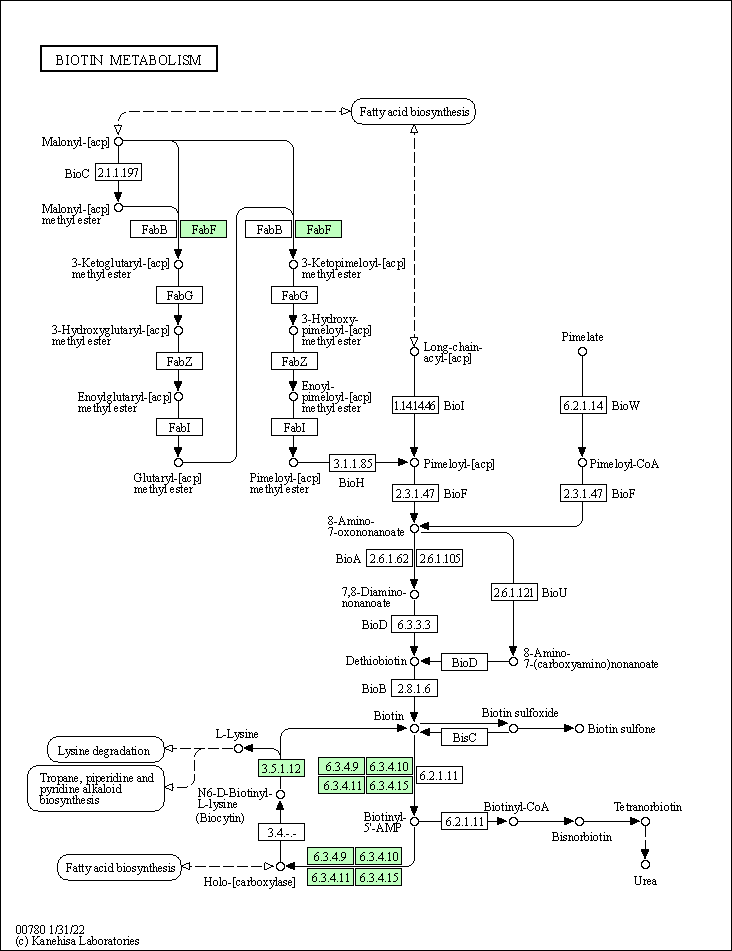 BIOTIN METABOLISM
Fatty acid biosynthesis
Malonyl-[acp]
BioC
2.1.1.197
Malonyl-[acp]
methyl ester
FabB
FabF
FabB
FabF
3-Ketoglutaryl-[acp]
methyl ester
3-Ketopimeloyl-[acp]
methyl ester
FabG
FabG
3-Hydroxyglutaryl-[acp]
methyl ester
3-Hydroxy-
pimeloyl-[acp]
methyl ester
Long-chain-
acyl-[acp]
Pimelate
FabZ
FabZ
Enoylglutaryl-[acp]
methyl ester
Enoyl-
pimeloyl-[acp]
methyl ester
1.14.14.46
BioI
6.2.1.14
BioW
FabI
FabI
Glutaryl-[acp]
methyl ester
Pimeloyl-[acp]
methyl ester
3.1.1.85
BioH
Pimeloyl-[acp]
Pimeloyl-CoA
2.3.1.47
BioF
2.3.1.47
BioF
8-Amino-
7-oxononanoate
BioA
2.6.1.62
2.6.1.105
7,8-Diamino-
nonanoate
2.6.1.121
BioU
BioD
6.3.3.3
Dethiobiotin
BioD
8-Amino-
7-(carboxyamino)nonanoate
BioB
2.8.1.6
Biotin
Biotin sulfoxide
Biotin sulfone
BisC
L-Lysine
Lysine degradation
3.5.1.12
6.3.4.9
6.3.4.10
6.3.4.11
6.3.4.15
6.2.1.11
Tropane, piperidine and
pyridine alkaloid
biosynthesis
N6-D-Biotinyl-
L-lysine
(Biocytin)
Biotinyl-
5'-AMP
6.2.1.11
Biotinyl-CoA
Bisnorbiotin
Tetranorbiotin
3.4.-.-
6.3.4.9
6.3.4.10
6.3.4.11
6.3.4.15
Fatty acid biosynthesis
Holo-[carboxylase]
Urea
00780 1/31/22
(c) Kanehisa Laboratories